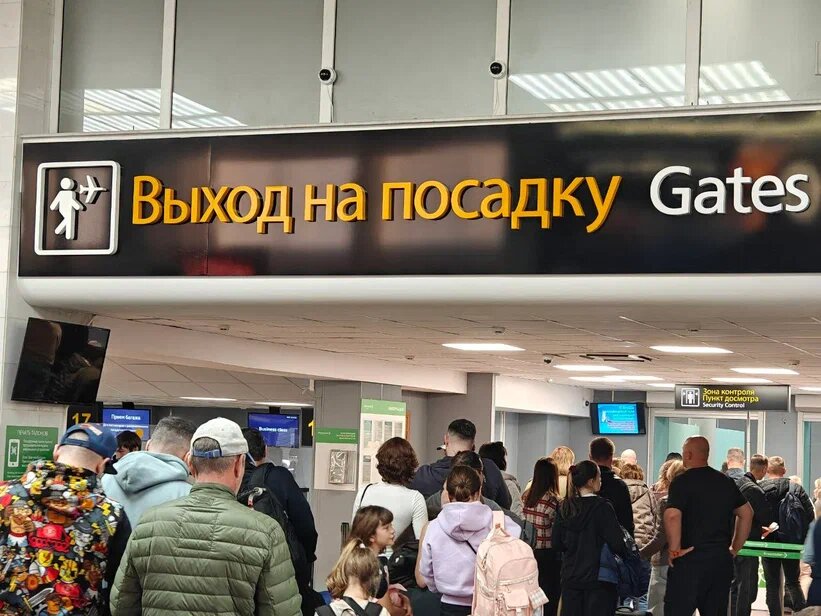 Выход на посадку Gates
Зона контроля
Пункт досмотра
Security Control
17
Прием багажа
Business class